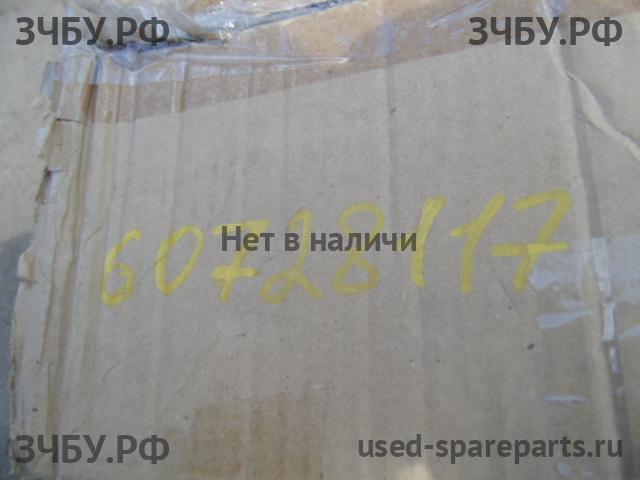 ЗЧБУ.РФ ЗЧБУ.РФ
60728117
Нет в наличи
ЗЧБУ.РФ
used-spareparts.ru